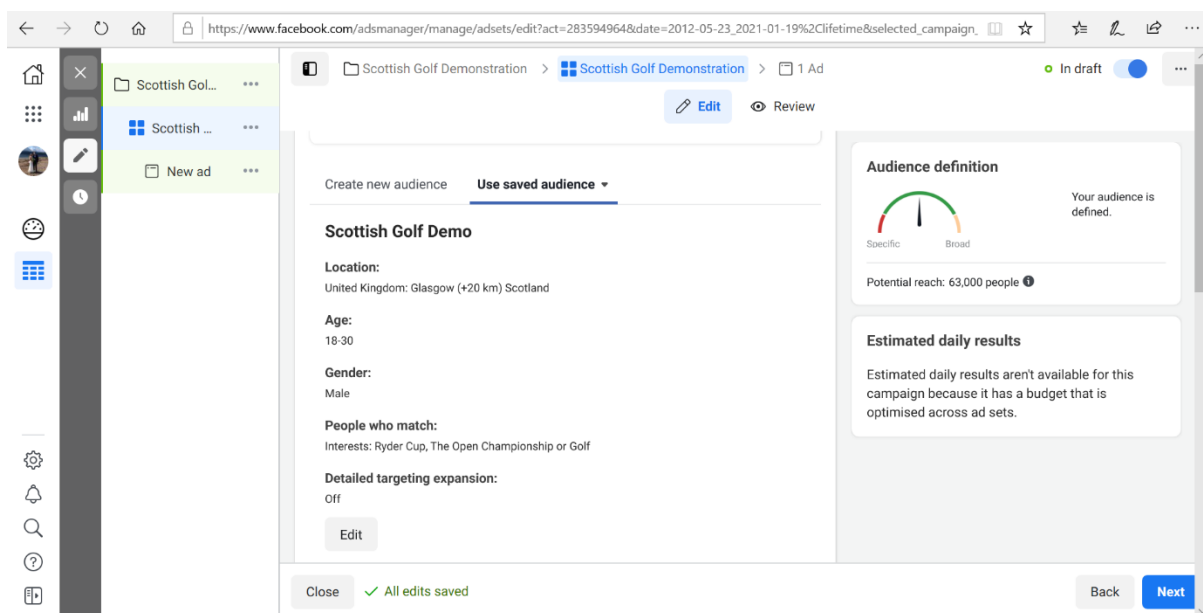 https://www.facebook.com/adsmanager/manage/adsets/edit?act=283594964&date=2012-05-23_2021-01-19%2Clifetime&selected_campaign_
Scottish Gol...
Scottish ...
New ad
Scottish Golf Demonstration > Scottish Golf Demonstration > 1 Ad
In draft
Edit
Review
Create new audience
Use saved audience
Scottish Golf Demo
Location:
United Kingdom: Glasgow (+20 km) Scotland
Age:
18-30
Gender:
Male
People who match:
Interests: Ryder Cup, The Open Championship or Golf
Detailed targeting expansion:
Off
Edit
Audience definition
Your audience is
defined.
Specific
Broad
Potential reach: 63,000 people
Estimated daily results
Estimated daily results aren't available for this
campaign because it has a budget that is
optimised across ad sets.
Close
All edits saved
Back
Next